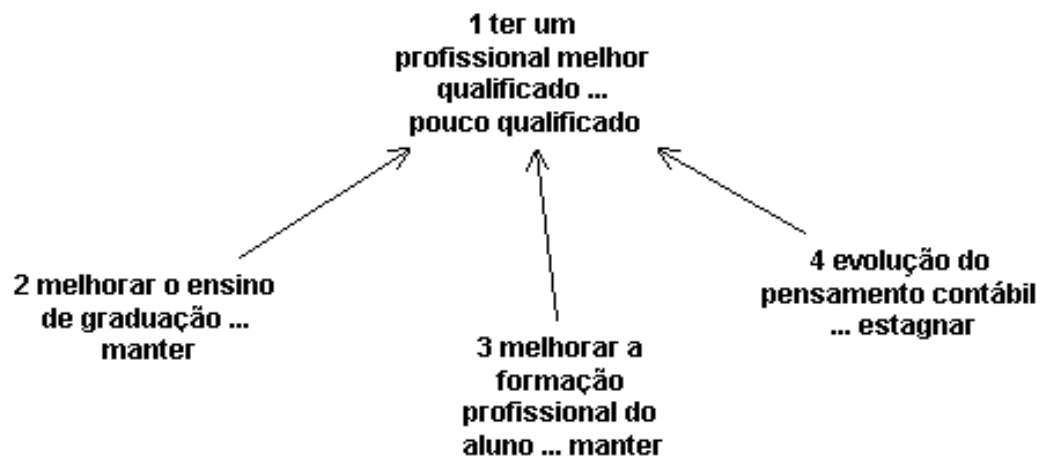 1 ter um
profissional melhor
qualificado ...
pouco qualificado
2 melhorar o ensino
de graduação ...
manter
3 melhorar a
formação
profissional do
aluno ... manter
4 evolução do
pensamento contábil
... estagnar